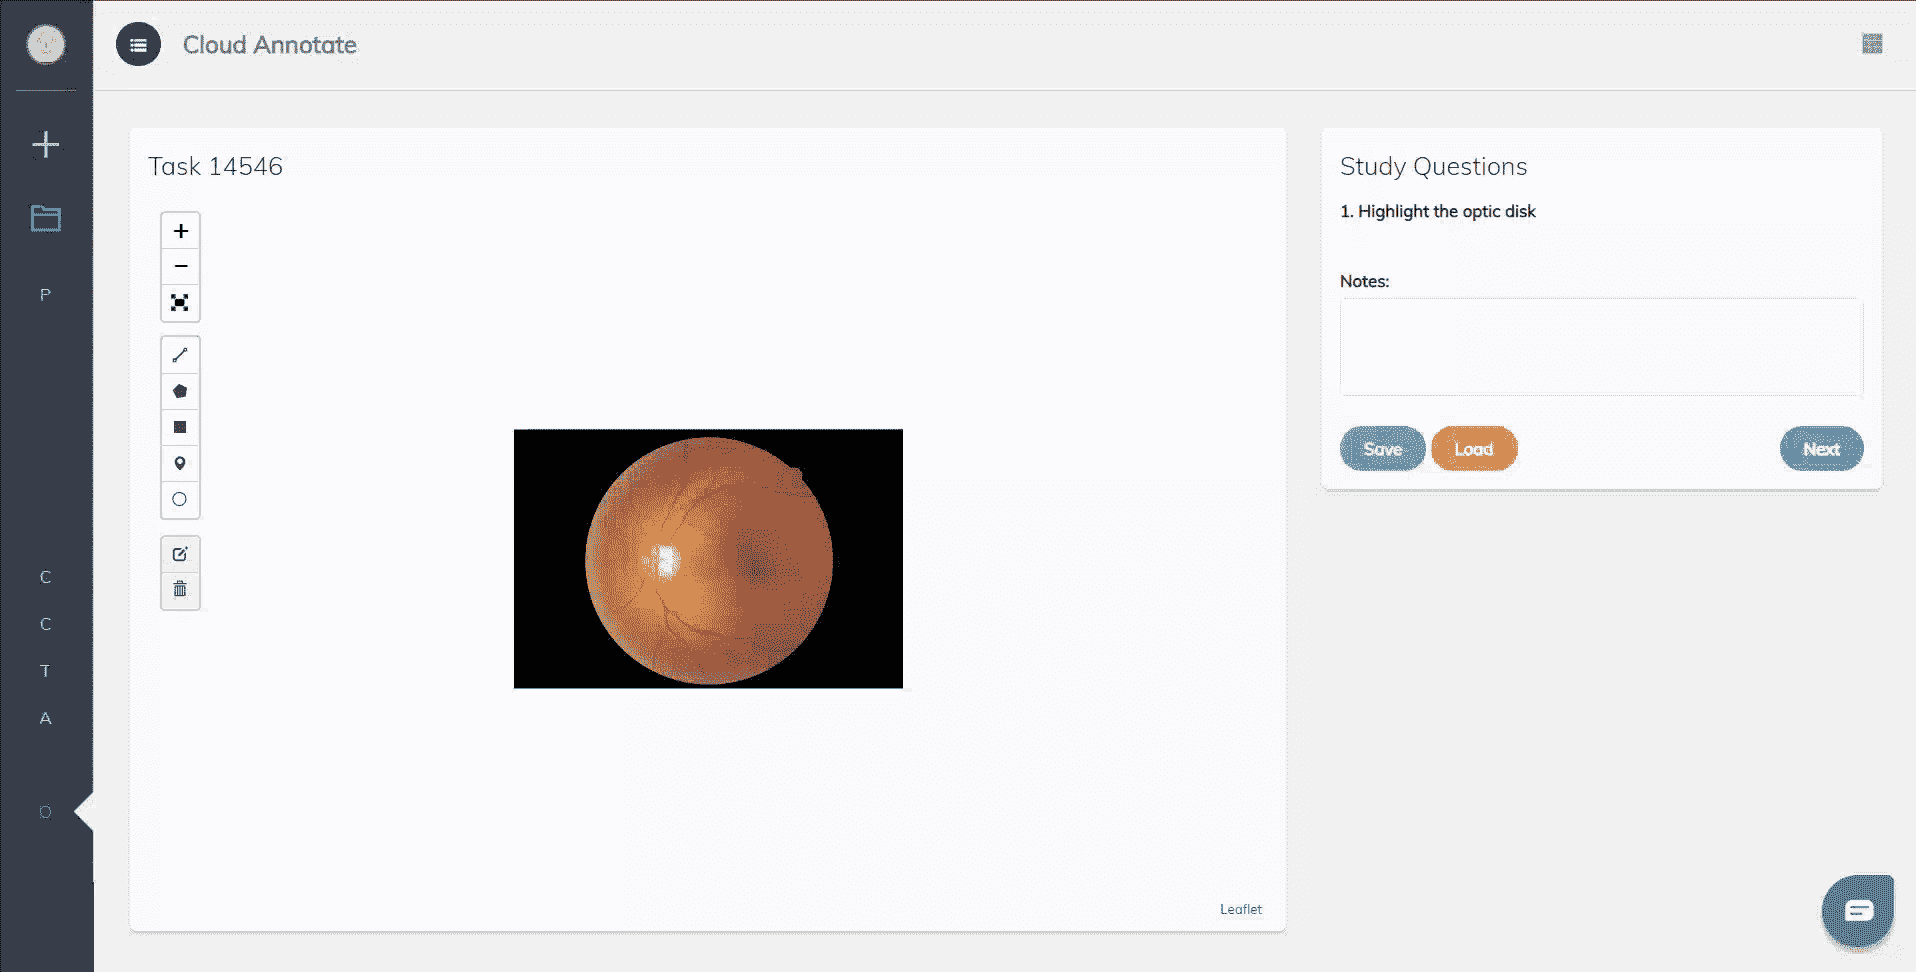 Cloud Annotate
P
C
C
T
A
O
Task 14546
Leaflet
Study Questions
1. Highlight the optic disk
Notes:
Save Load Next